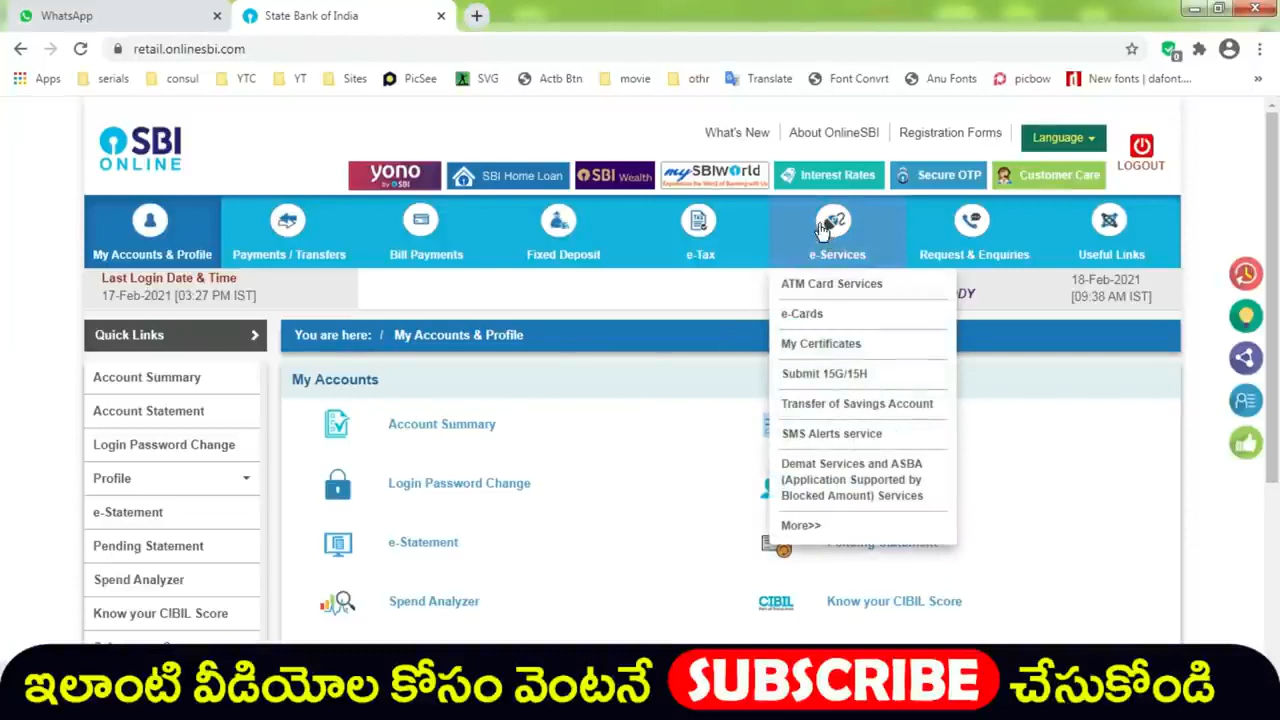 WhatsApp
State Bank of India
retail.onlinesbi.com
Apps serials consul YTC YT Sites PicSee SVG Actb Btn movie othr Translate Font Convrt Anu Fonts picbow New fonts | dafont.... »
SBI
ONLINE
What's New About OnlineSBI Registration Forms Language
LOGOUT
yono
BY SBI
SBI Home Loan
SBI Wealth
my SBIWorld
Interest Rates
Secure OTP
Customer Care
My Accounts & Profile Payments / Transfers Bill Payments Fixed Deposit e-Tax e-Services Request & Enquiries Useful Links
Last Login Date & Time
17-Feb-2021 [03:27 PM IST]
DY
18-Feb-2021
[09:38 AM IST]
ATM Card Services
e-Cards
My Certificates
Submit 15G/15H
Transfer of Savings Account
SMS Alerts service
Demat Services and ASBA
(Application Supported by
Blocked Amount) Services
More>>
Quick Links
Account Summary
Account Statement
Login Password Change
Profile
e-Statement
Pending Statement
Spend Analyzer
Know your CIBIL Score
You are here: / My Accounts & Profile
My Accounts
Account Summary
Login Password Change
e-Statement
Pending Statement
Spend Analyzer
CIBIL
Know your CIBIL Score
ఇలాంటి వీడియోల కోసం వెంటనే SUBSCRIBE చేసుకోండి